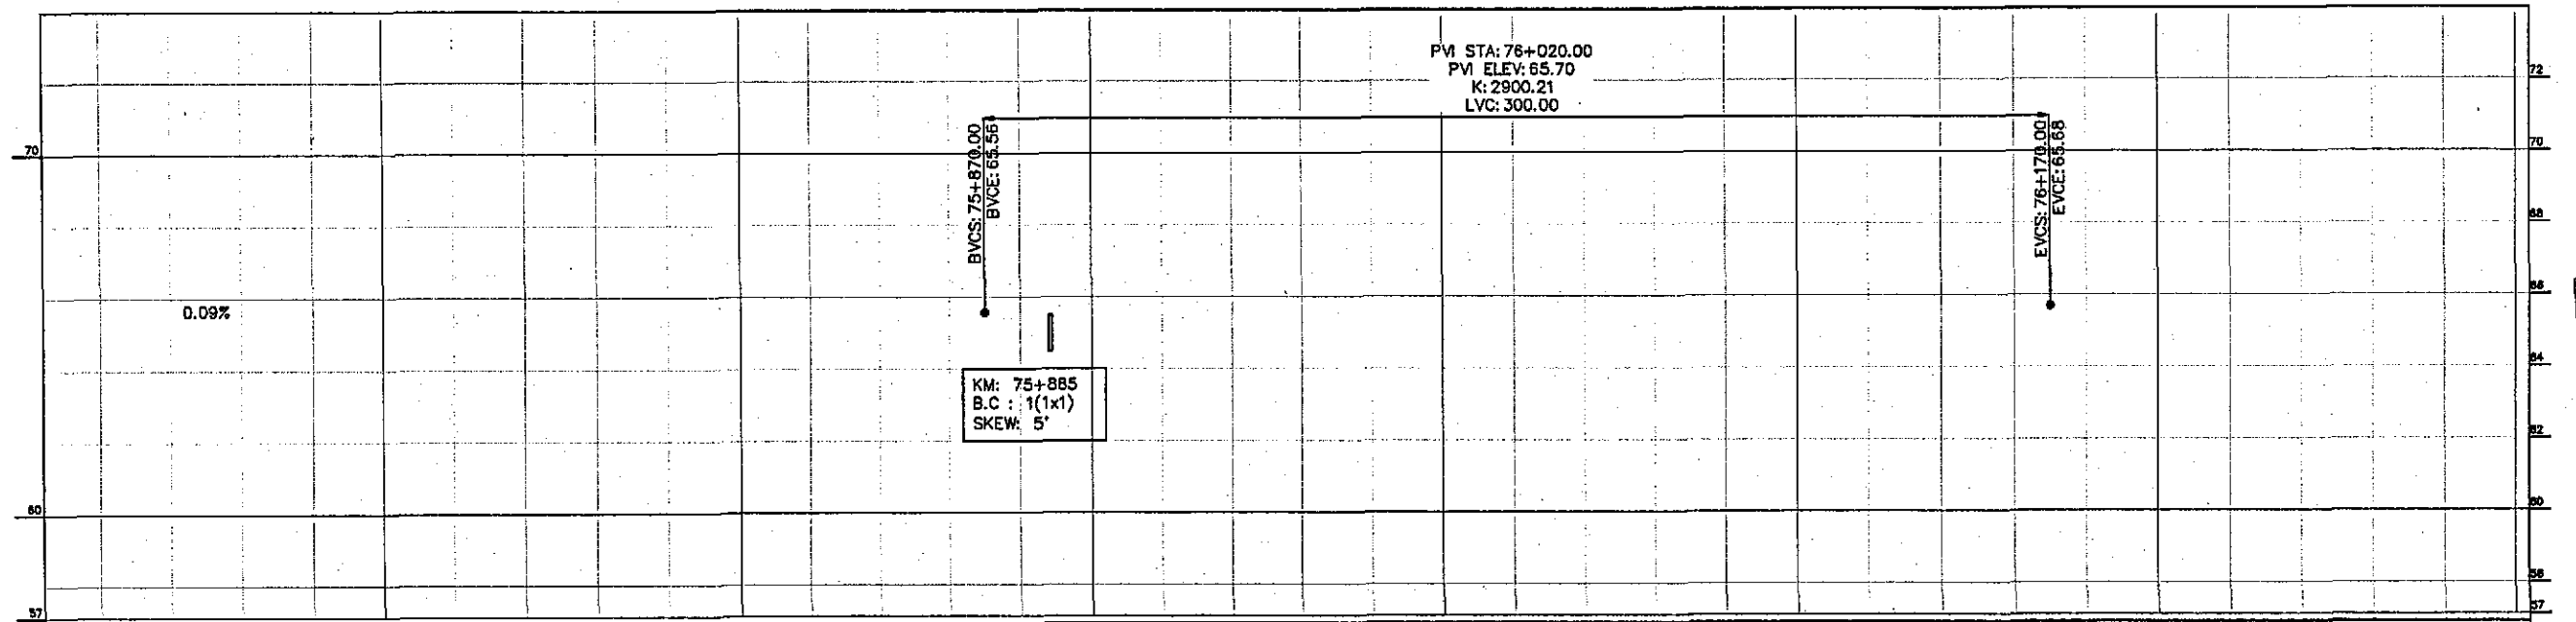 PVI STA: 76+020.00
PVI ELEV: 65.70
K: 2900.21
LVC: 300.00
72
70
70
BVCS: 75+870.00
BVCE: 65.56
EVCS: 76+170.00
EVCE: 65.68
68
66
0.09%
64
KM: 75+885
B.C : 1(1x1)
SKEW: 5°
62
60
60
58
57
57